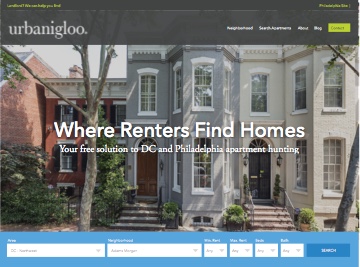 Landlord? We can help you find
Philadelphia Site |
urbanigloo.
Neighborhood Search Apartments About Blog Contact
Where Renters Find Homes
Your free solution to DC and Philadelphia apartment hunting
Area Neighborhood Min Rent Max Rent Beds Bath
DC Northwest Adams Morgan Any Any Any Any SEARCH